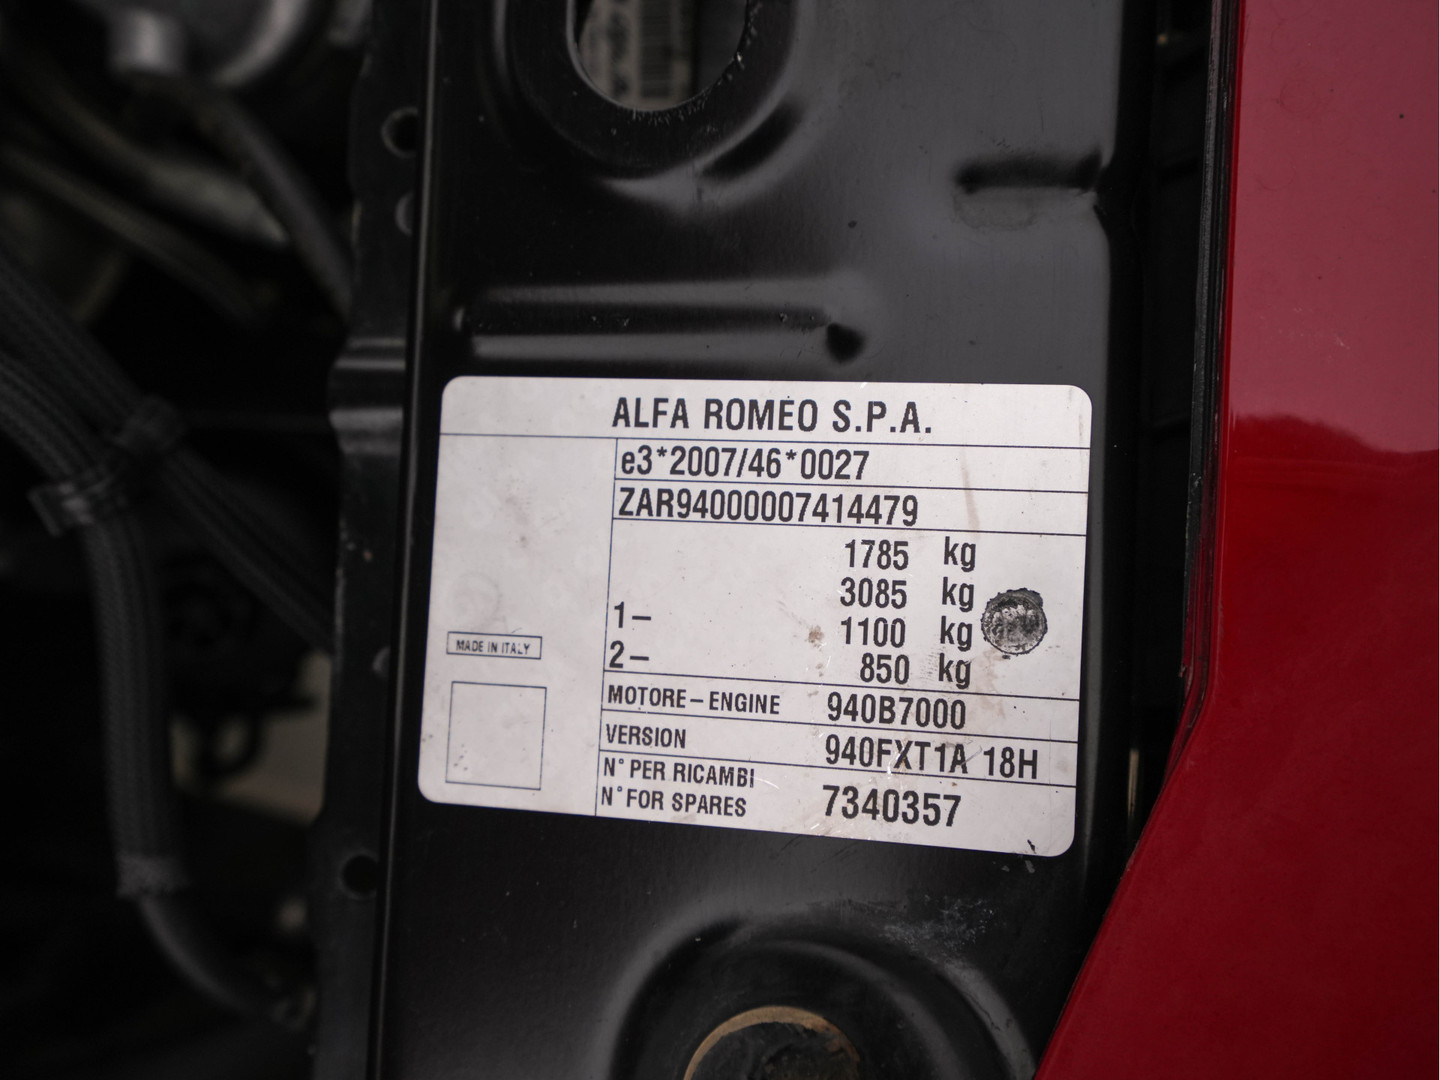 ALFA ROMEO S.P.A.
e3*2007/46*0027
ZAR94000007414479
1785 kg
3085 kg
1– 1100 kg
2– 850 kg
MADE IN ITALY
MOTORE – ENGINE 940B7000
VERSION 940FXT1A 18H
N° PER RICAMBI
N° FOR SPARES 7340357